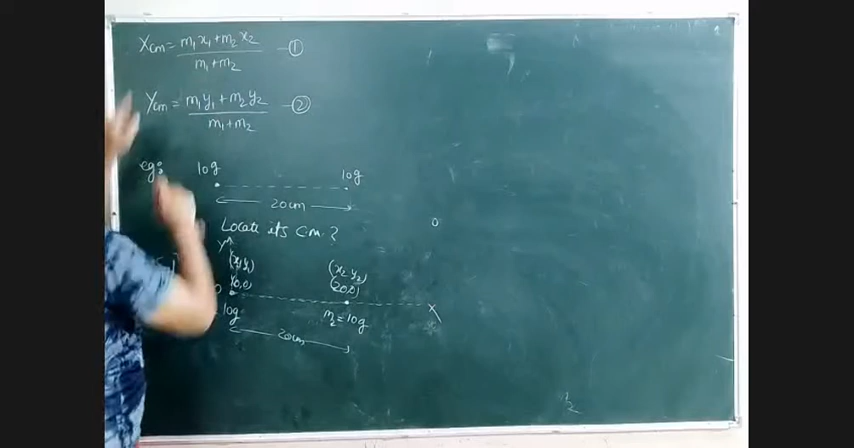 Xcm = m₁x₁+m₂x₂ / m₁+m₂ —①
Ycm = m₁y₁+m₂y₂ / m₁+m₂ —②
eg: 10g 10g
20cm
Locate its C.M.?
Y
(x₁y₁) (x₂ y₂)
(0,0) (20,0)
O X
10g m₂=10g
20cm